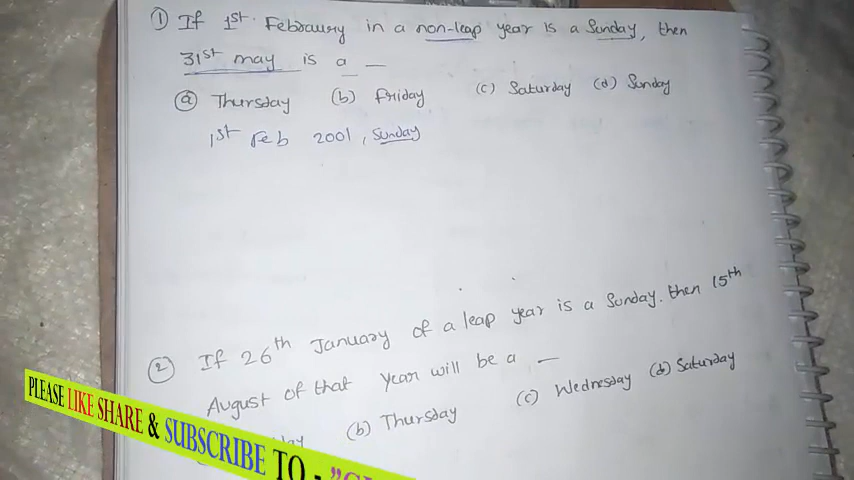 ① If 1st Febraury in a non-leap year is a Sunday, then
31st may is a —
ⓐ Thursday (b) Friday (c) Saturday (d) Sunday
1st Feb 2001, Sunday
② If 26th January of a leap year is a Sunday. then 15th
August of that year will be a —
(b) Thursday (c) Wednesday (d) Saturday
PLEASE LIKE SHARE & SUBSCRIBE TO - "